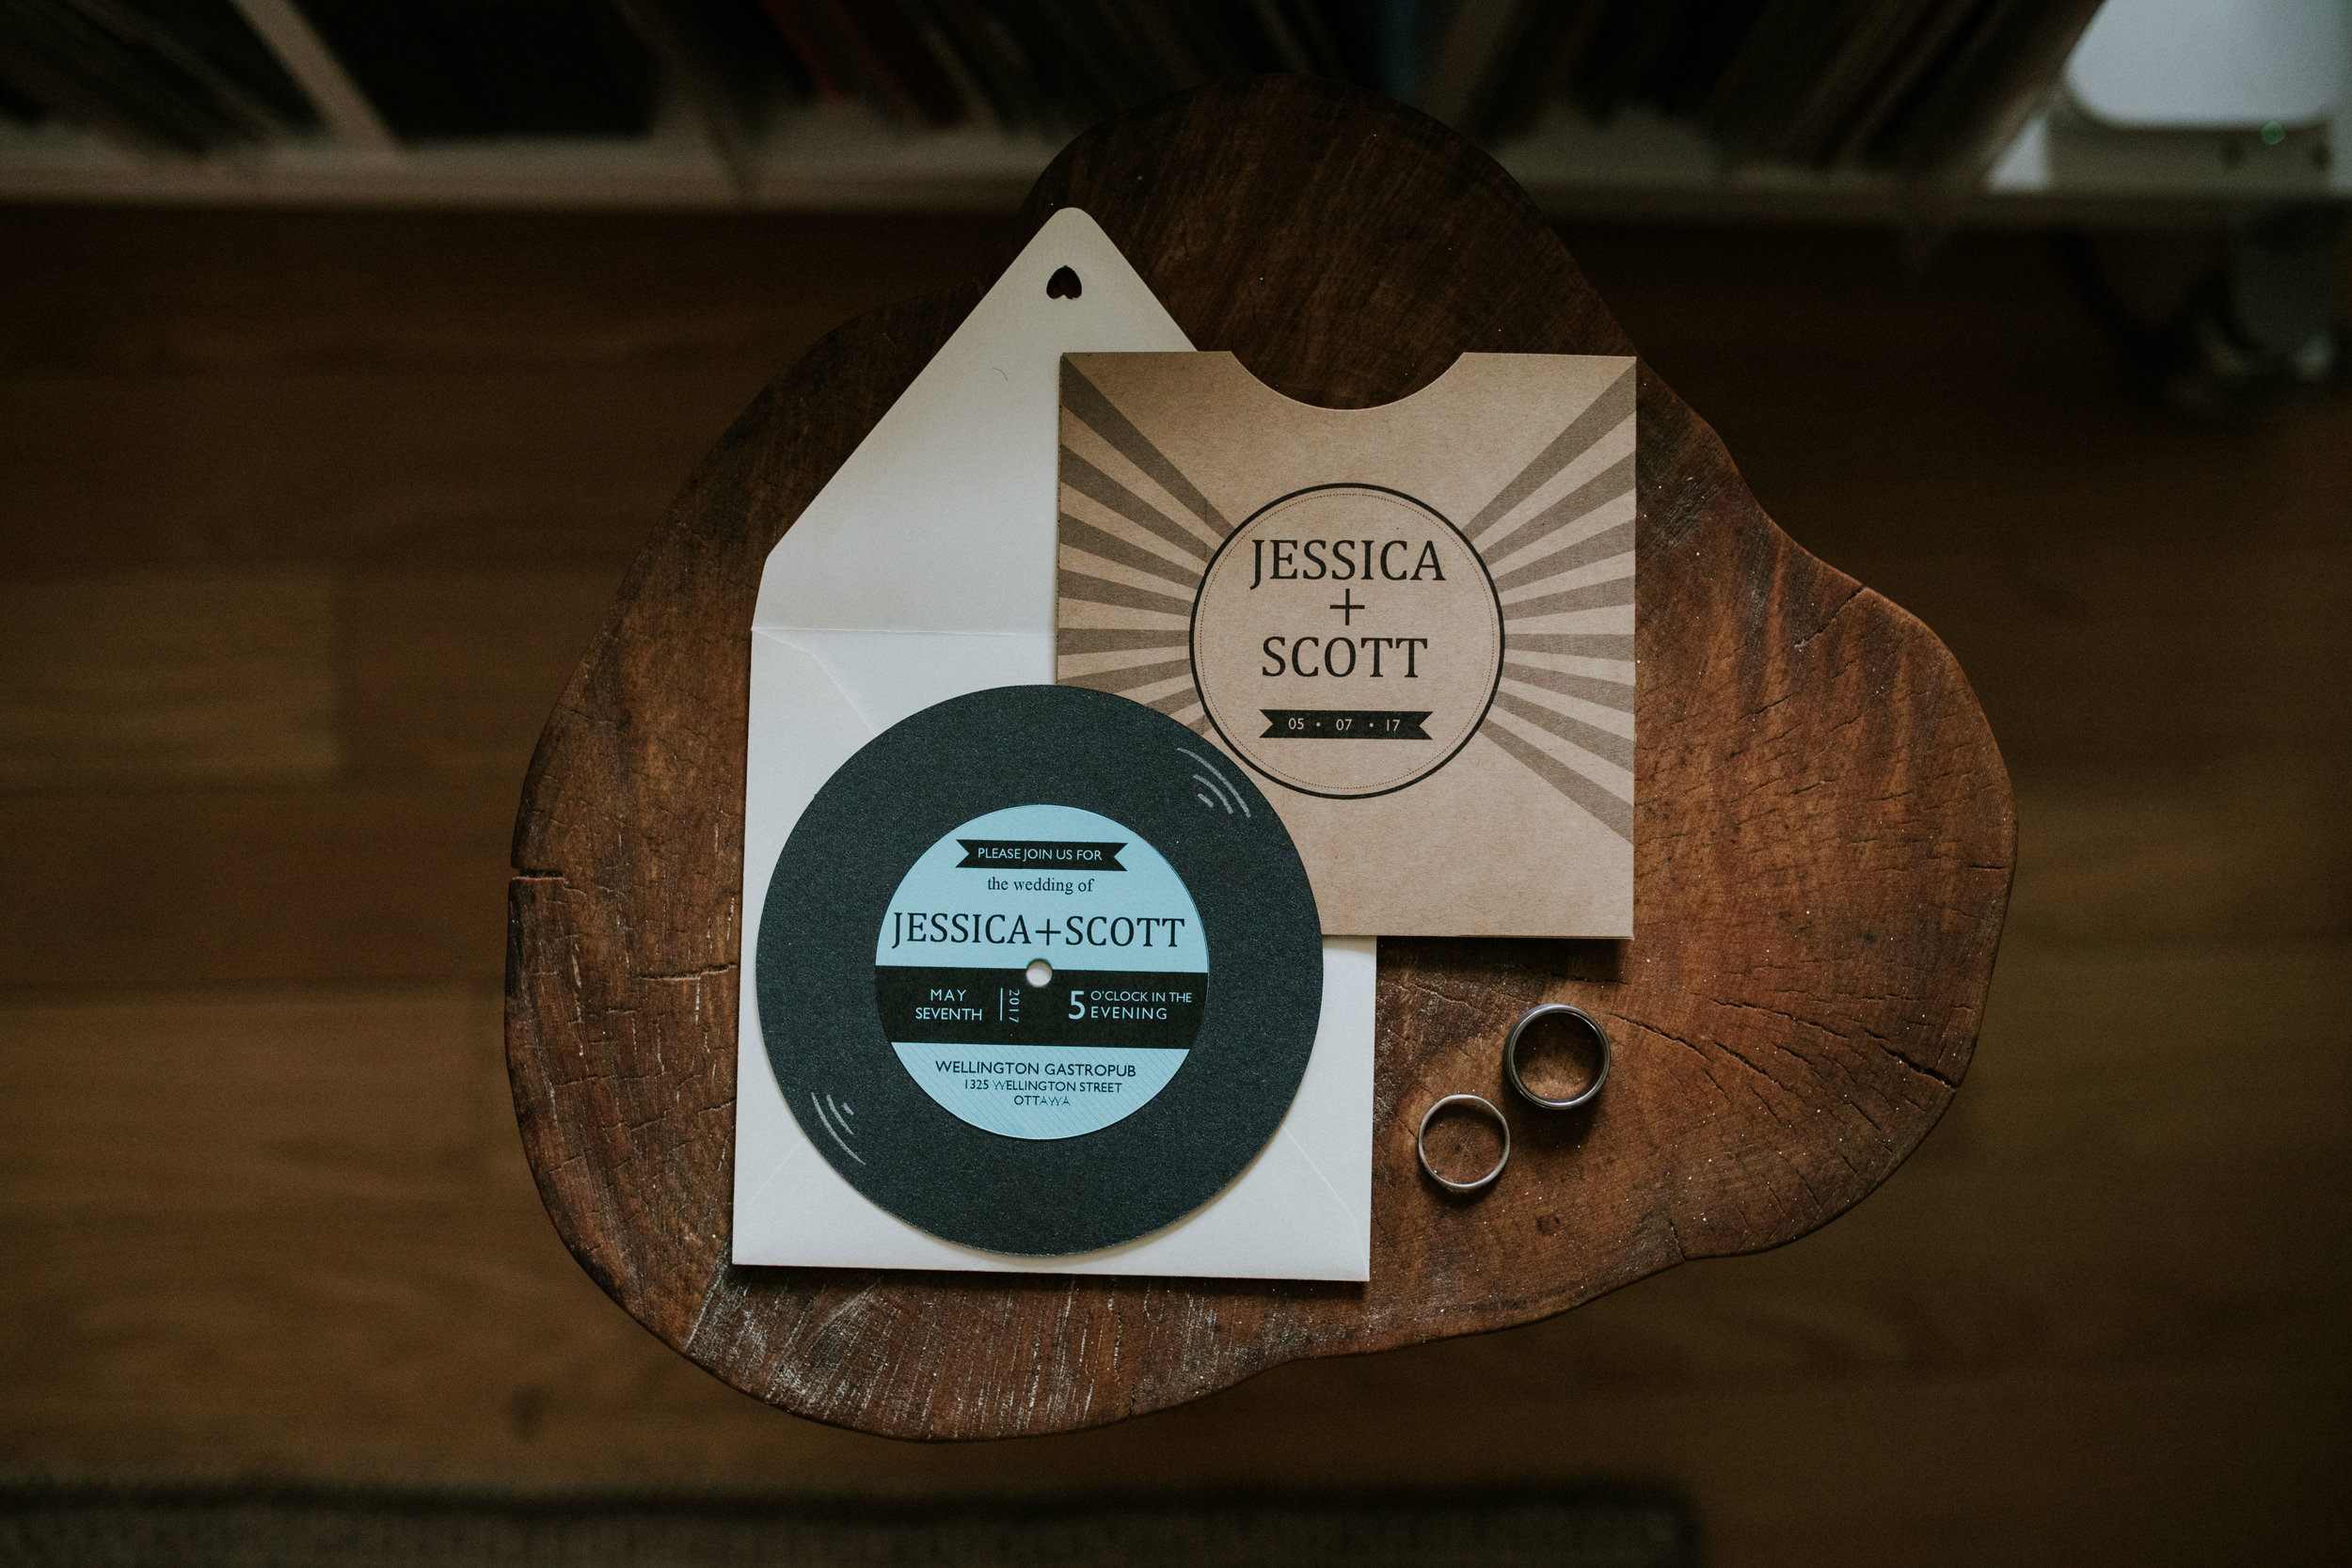 JESSICA
+
SCOTT
05 • 07 • 17
PLEASE JOIN US FOR
the wedding of
JESSICA+SCOTT
MAY
SEVENTH
2017
5 O'CLOCK IN THE
EVENING
WELLINGTON GASTROPUB
1325 WELLINGTON STREET
OTTAWA